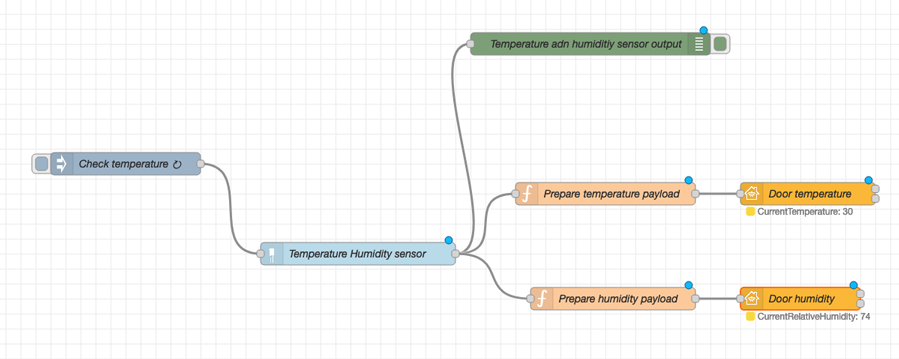 Temperature adn humiditiy sensor output
Check temperature ↻
Prepare temperature payload
Door temperature
CurrentTemperature: 30
Temperature Humidity sensor
Prepare humidity payload
Door humidity
CurrentRelativeHumidity: 74